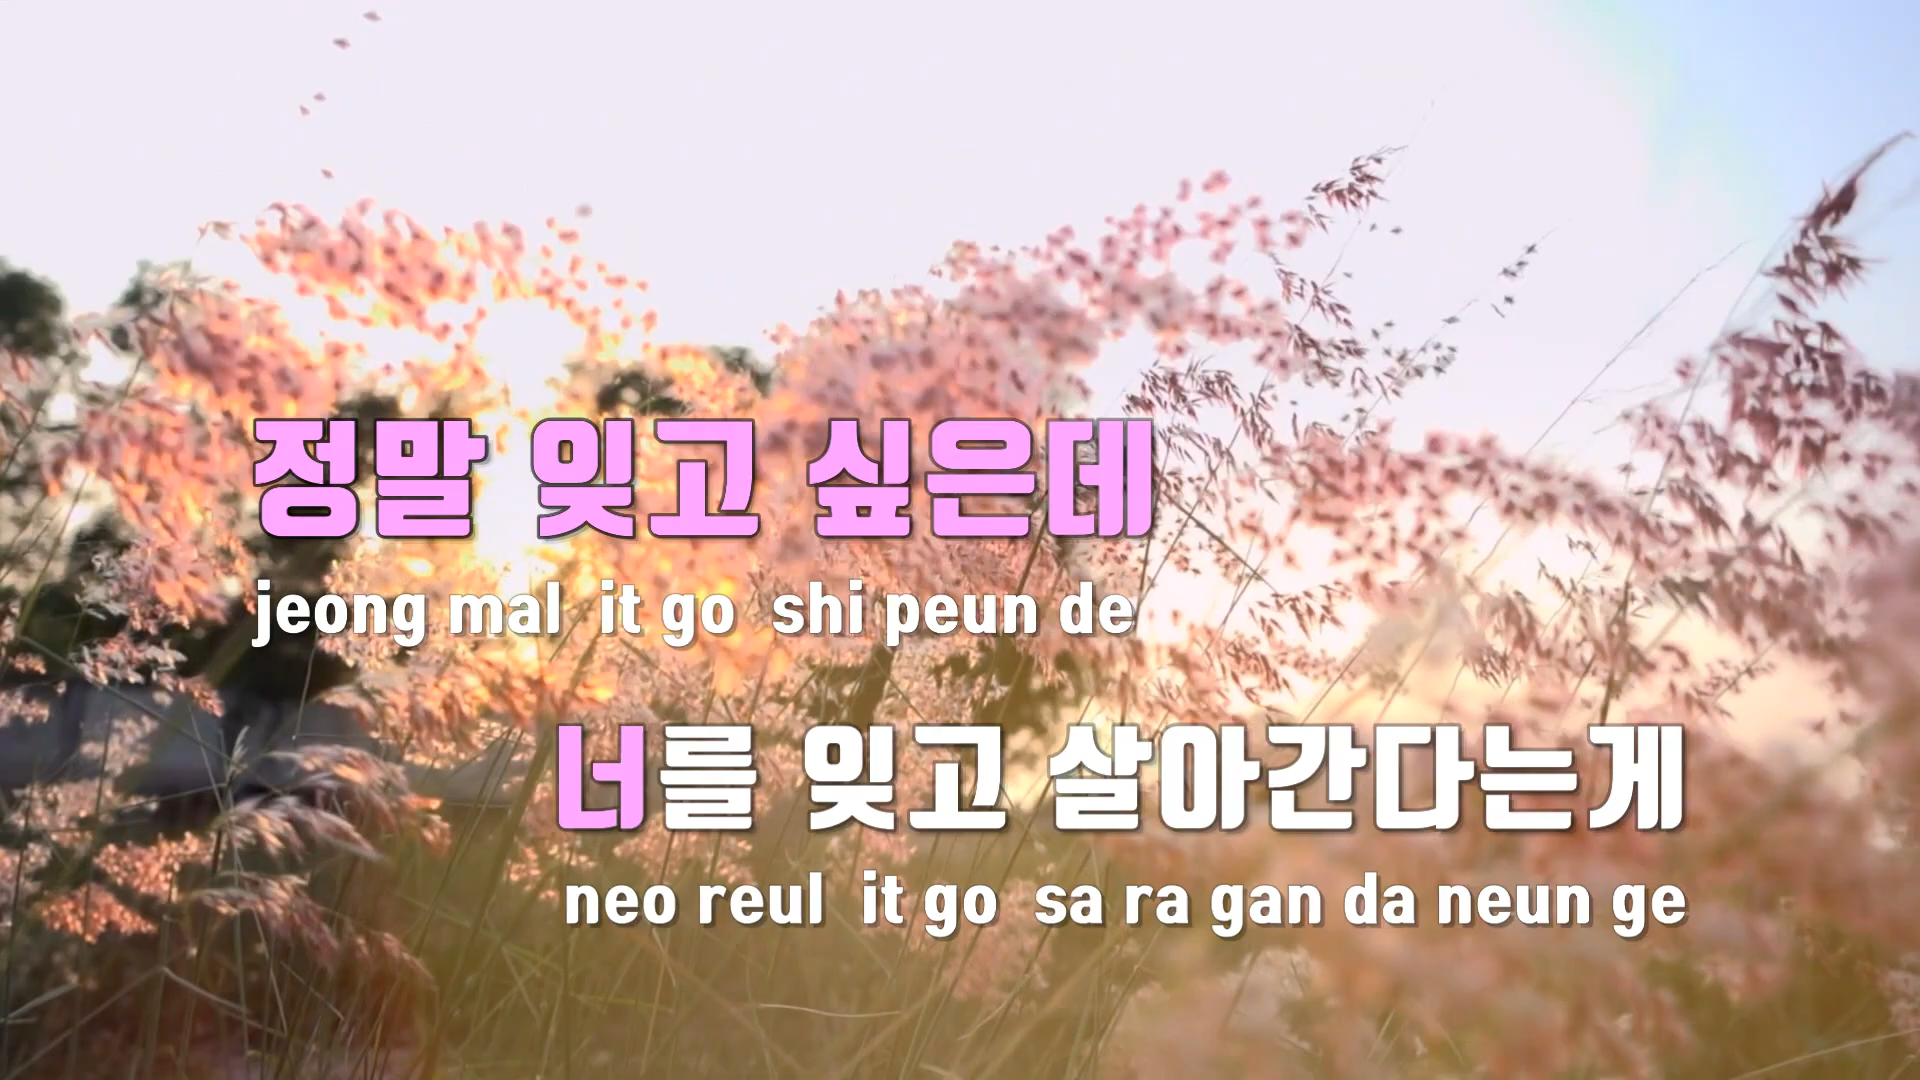 정말 잊고 싶은데
jeong mal it go shi peun de
너를 잊고 살아간다는게
neo reul it go sa ra gan da neun ge